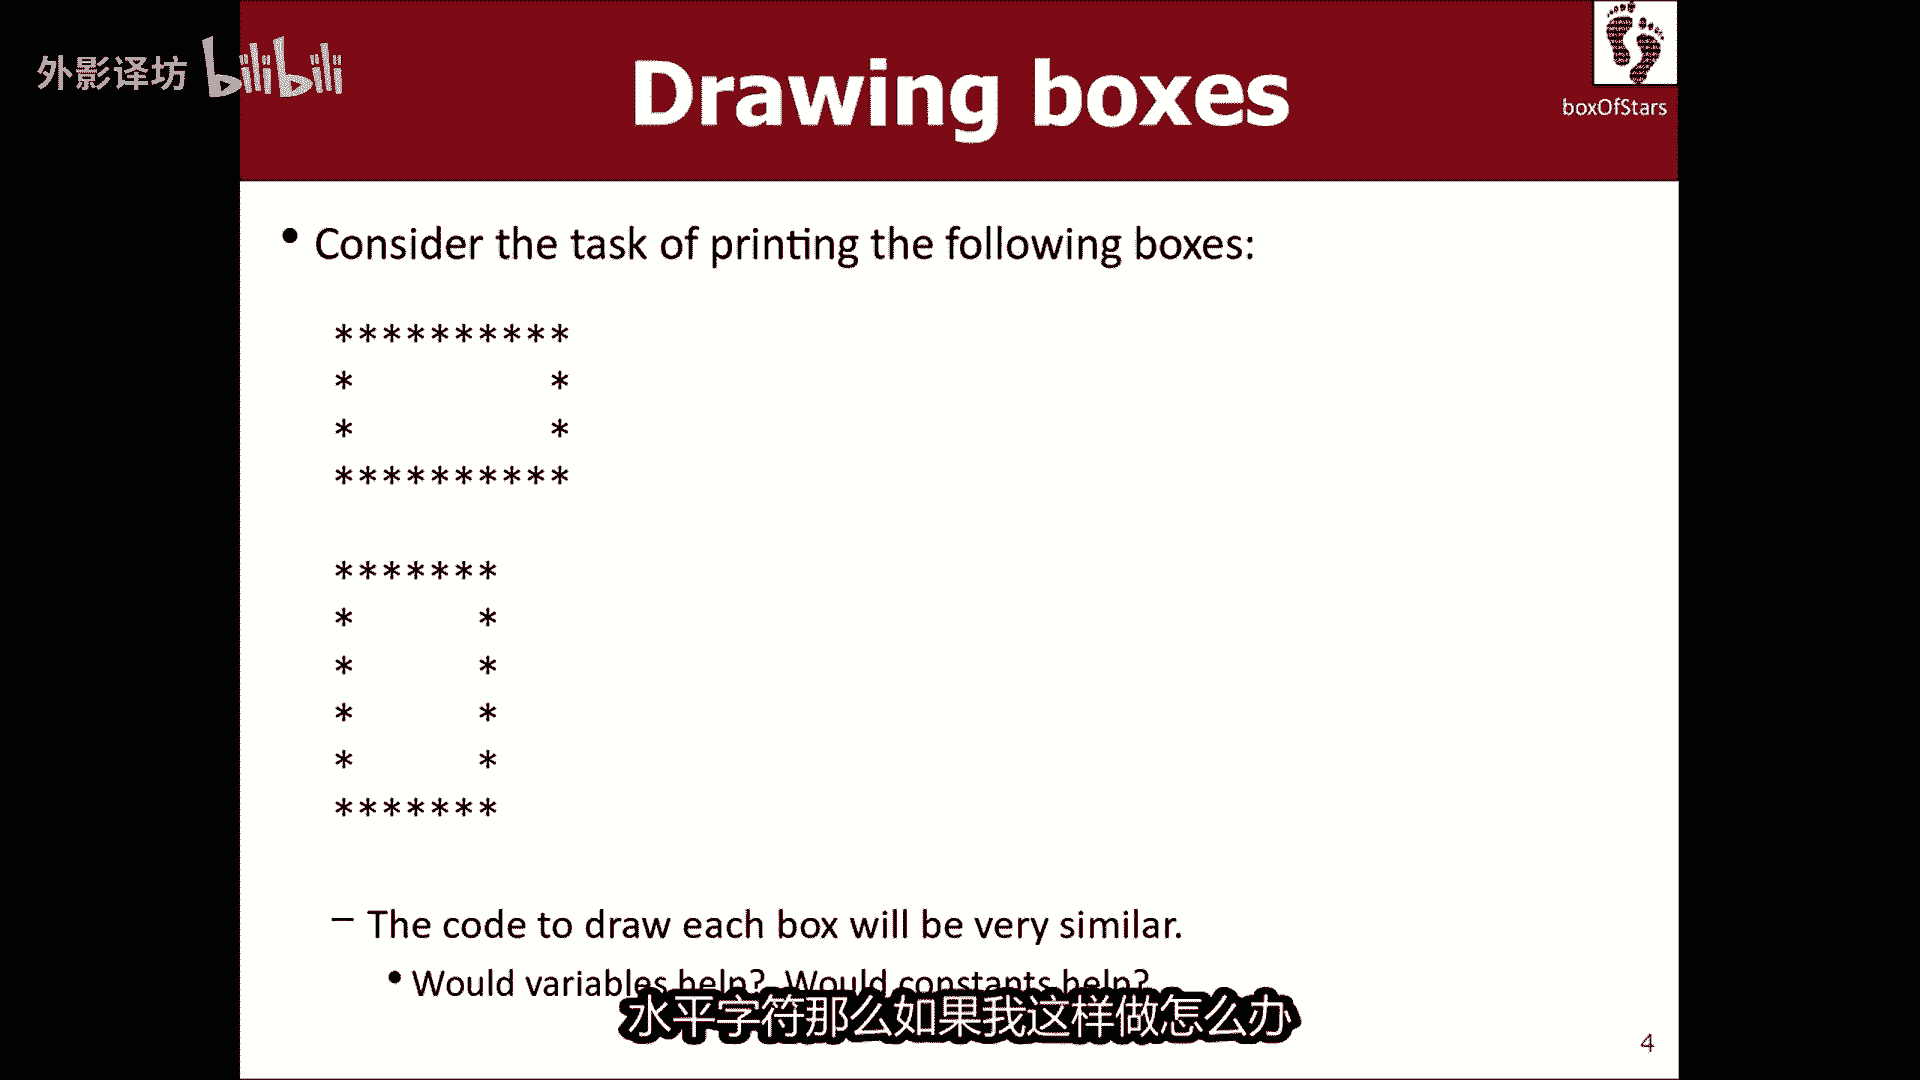 外影译坊 bilibili
Drawing boxes
boxOfStars
• Consider the task of printing the following boxes:
**********
*        *
*        *
**********
*******
*     *
*     *
*     *
*     *
*******
– The code to draw each box will be very similar.
• Would variables help? Would constants help?
水平字符那么如果我这样做怎么办
4